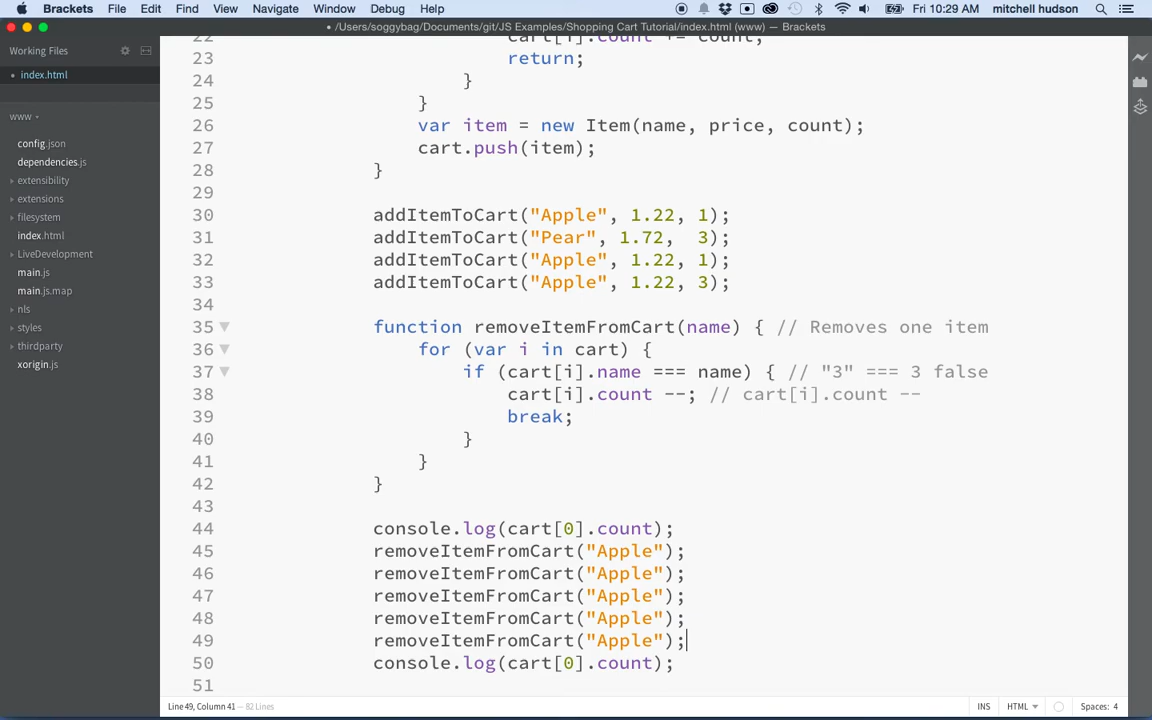 Brackets File Edit Find View Navigate Window Debug Help Fri 10:29 AM mitchell hudson
/Users/soggybag/Documents/git/JS Examples/Shopping Cart Tutorial/index.html (www) — Brackets
Working Files
• index.html
www
config.json
dependencies.js
extensibility
extensions
filesystem
index.html
LiveDevelopment
main.js
main.js.map
nls
styles
thirdparty
xorigin.js
22 cart[i].count += count;
23 return;
24 }
25 }
26 var item = new Item(name, price, count);
27 cart.push(item);
28 }
29
30 addItemToCart("Apple", 1.22, 1);
31 addItemToCart("Pear", 1.72,  3);
32 addItemToCart("Apple", 1.22, 1);
33 addItemToCart("Apple", 1.22, 3);
34
35 function removeItemFromCart(name) { // Removes one item
36 for (var i in cart) {
37 if (cart[i].name === name) { // "3" === 3 false
38 cart[i].count --; // cart[i].count --
39 break;
40 }
41 }
42 }
43
44 console.log(cart[0].count);
45 removeItemFromCart("Apple");
46 removeItemFromCart("Apple");
47 removeItemFromCart("Apple");
48 removeItemFromCart("Apple");
49 removeItemFromCart("Apple");
50 console.log(cart[0].count);
51
Line 49, Column 41 — 82 Lines INS HTML Spaces: 4